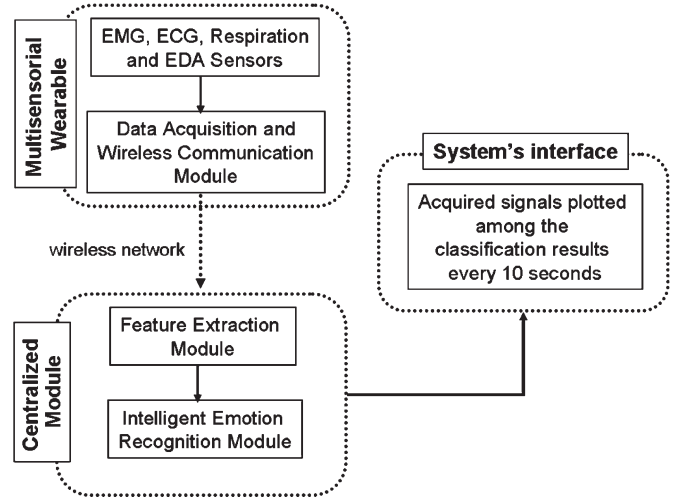 Multisensorial
Wearable
EMG, ECG, Respiration
and EDA Sensors
Data Acquisition and
Wireless Communication
Module
wireless network
Centralized
Module
Feature Extraction
Module
Intelligent Emotion
Recognition Module
System's interface
Acquired signals plotted
among the
classification results
every 10 seconds